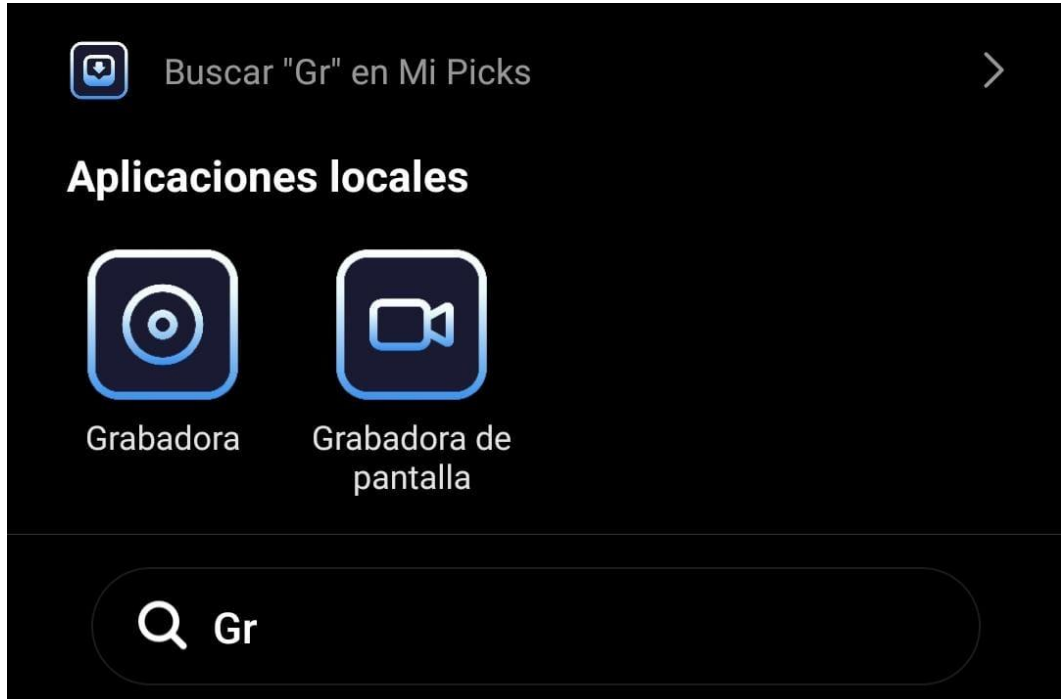 Buscar "Gr" en Mi Picks
Aplicaciones locales
Grabadora
Grabadora de
pantalla
Gr